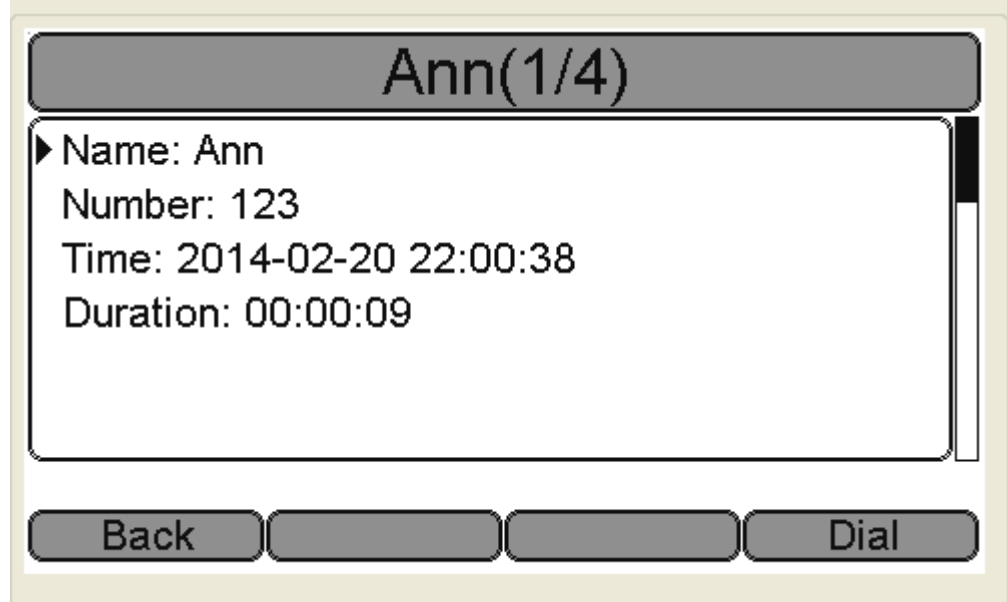 Ann(1/4)
Name: Ann
Number: 123
Time: 2014-02-20 22:00:38
Duration: 00:00:09
Back Dial